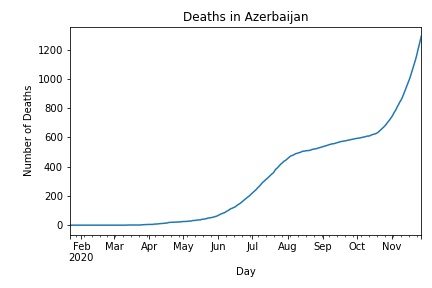 Deaths in Azerbaijan
Number of Deaths
1200
1000
800
600
400
200
0
Feb Mar Apr May Jun Jul Aug Sep Oct Nov
2020
Day